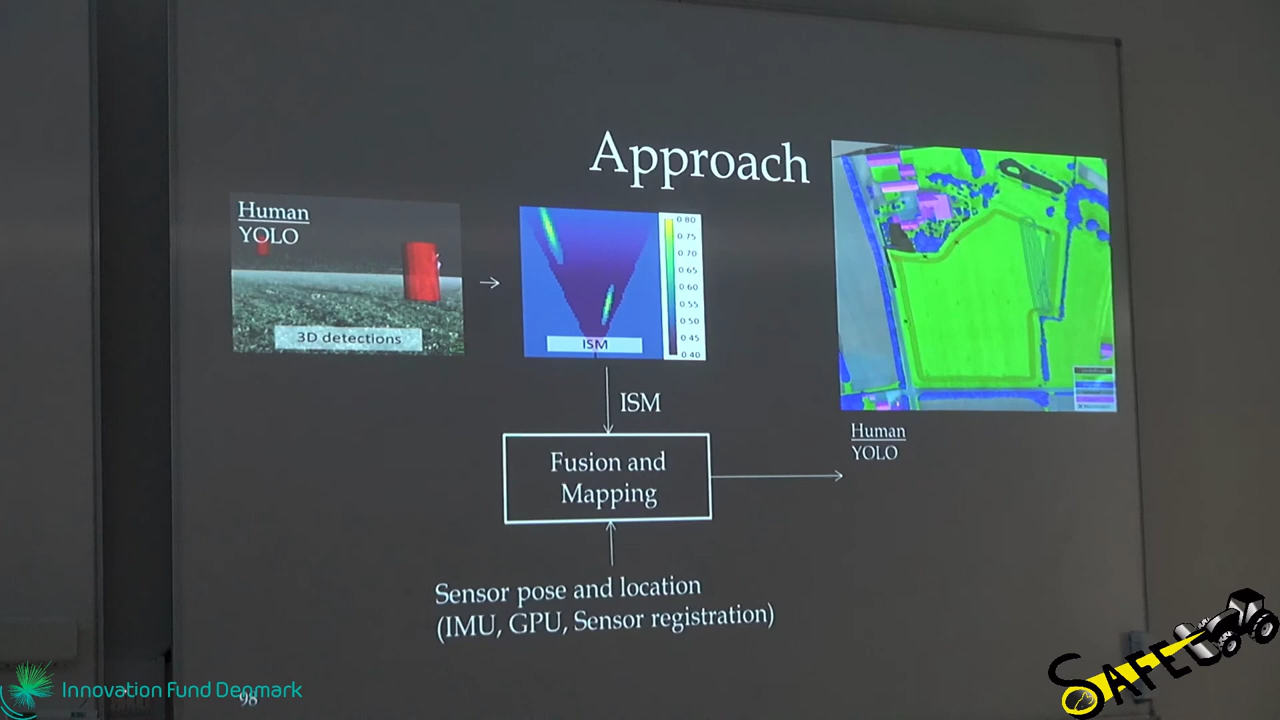 Approach
Human
YOLO
3D detections
ISM
0.80
0.75
0.70
0.65
0.60
0.55
0.50
0.45
0.40
ISM
Fusion and
Mapping
Human
YOLO
Sensor pose and location
(IMU, GPU, Sensor registration)
98
Innovation Fund Denmark
SAFE